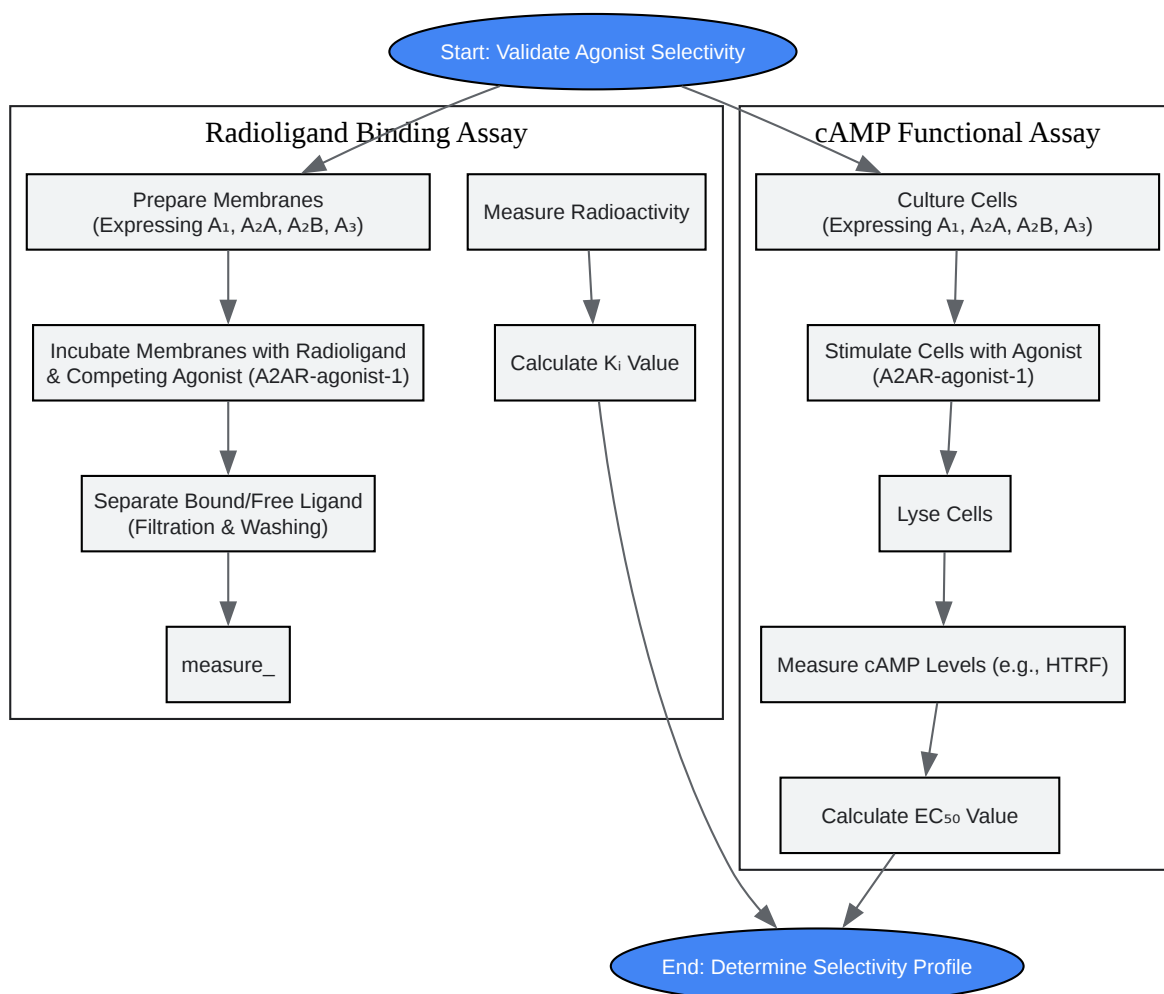 Start: Validate Agonist Selectivity
Radioligand Binding Assay
Prepare Membranes
(Expressing A₁, A₂A, A₂B, A₃)
Incubate Membranes with Radioligand
& Competing Agonist (A2AR-agonist-1)
Separate Bound/Free Ligand
(Filtration & Washing)
measure_
Measure Radioactivity
Calculate Kᵢ Value
cAMP Functional Assay
Culture Cells
(Expressing A₁, A₂A, A₂B, A₃)
Stimulate Cells with Agonist
(A2AR-agonist-1)
Lyse Cells
Measure cAMP Levels (e.g., HTRF)
Calculate EC₅₀ Value
End: Determine Selectivity Profile